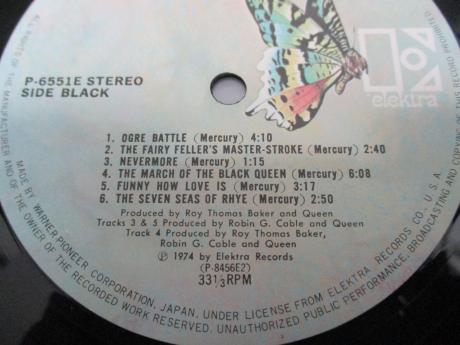 P-6551E STEREO
SIDE BLACK
elektra
1. OGRE BATTLE (Mercury) 4:10
2. THE FAIRY FELLER'S MASTER-STROKE (Mercury) 2:40
3. NEVERMORE (Mercury) 1:15
4. THE MARCH OF THE BLACK QUEEN (Mercury) 6:08
5. FUNNY HOW LOVE IS (Mercury) 3:17
6. THE SEVEN SEAS OF RHYE (Mercury) 2:50
Produced by Roy Thomas Baker and Queen
Tracks 3 & 5 Produced by Robin G. Cable and Queen
Track 4 Produced by Roy Thomas Baker,
Robin G. Cable and Queen
Ⓟ 1974 by Elektra Records
(P-8456E2)
33⅓RPM
MADE BY WARNER-PIONEER CORPORATION, JAPAN. UNDER LICENSE FROM ELEKTRA RECORDS CO., U.S.A.
ALL RIGHTS OF THE MANUFACTURER AND OF THE OWNER OF THE RECORDED WORK RESERVED. UNAUTHORIZED PUBLIC PERFORMANCE, BROADCASTING AND COPYING OF THIS RECORD PROHIBITED.